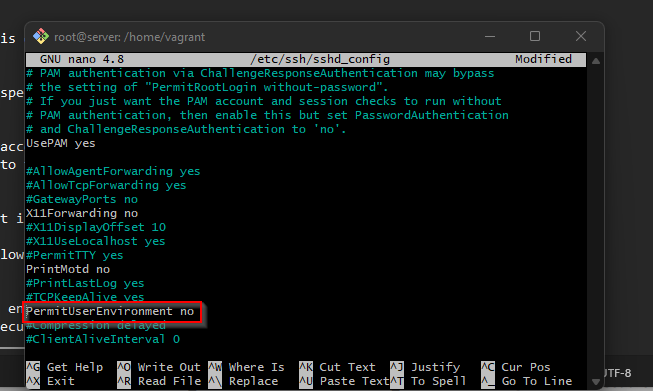 root@server: /home/vagrant
GNU nano 4.8 /etc/ssh/sshd_config Modified
# PAM authentication via ChallengeResponseAuthentication may bypass
# the setting of "PermitRootLogin without-password".
# If you just want the PAM account and session checks to run without
# PAM authentication, then enable this but set PasswordAuthentication
# and ChallengeResponseAuthentication to 'no'.
UsePAM yes
#AllowAgentForwarding yes
#AllowTcpForwarding yes
#GatewayPorts no
X11Forwarding no
#X11DisplayOffset 10
#X11UseLocalhost yes
#PermitTTY yes
PrintMotd no
#PrintLastLog yes
#TCPKeepAlive yes
PermitUserEnvironment no
#Compression delayed
#ClientAliveInterval 0
^G Get Help ^O Write Out ^W Where Is ^K Cut Text ^J Justify ^C Cur Pos
^X Exit ^R Read File ^\ Replace ^U Paste Text ^T To Spell ^_ Go To Line
is
spe
acc
to
t i
low
en
ecu
UTF-8